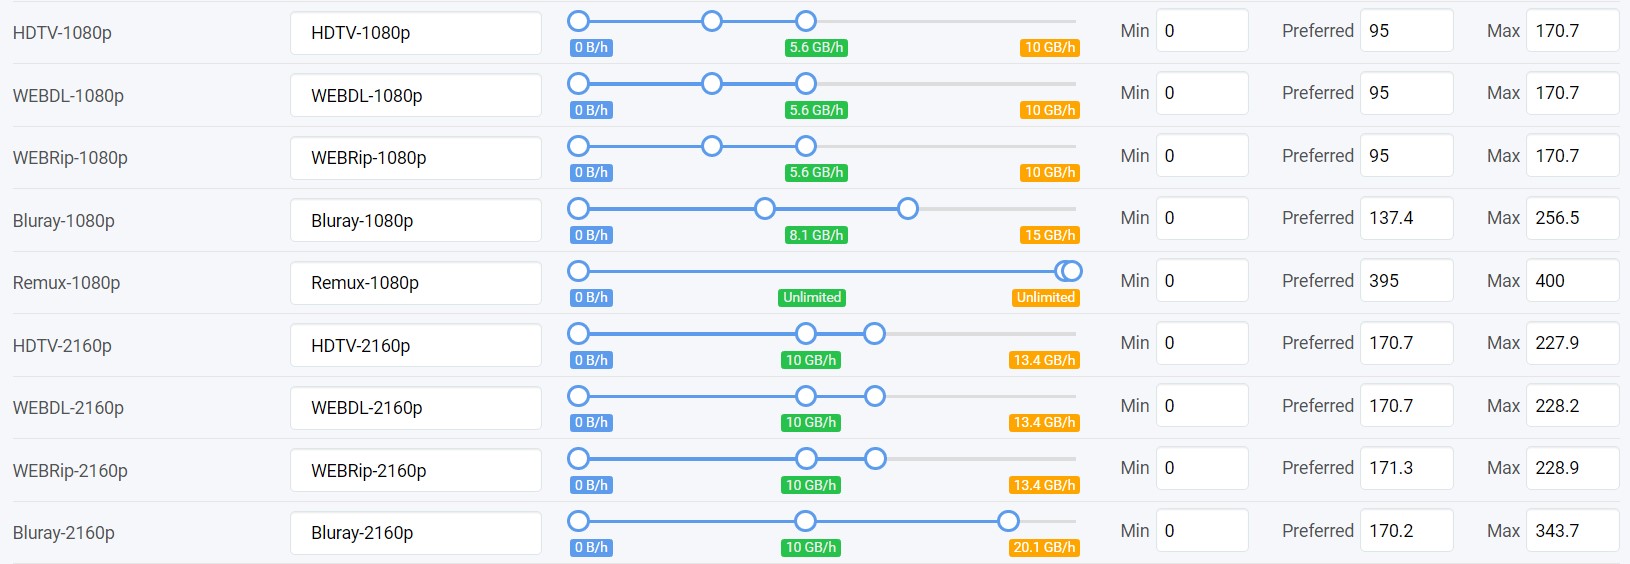 HDTV-1080p HDTV-1080p 0 B/h 5.6 GB/h 10 GB/h Min 0 Preferred 95 Max 170.7
WEBDL-1080p WEBDL-1080p 0 B/h 5.6 GB/h 10 GB/h Min 0 Preferred 95 Max 170.7
WEBRip-1080p WEBRip-1080p 0 B/h 5.6 GB/h 10 GB/h Min 0 Preferred 95 Max 170.7
Bluray-1080p Bluray-1080p 0 B/h 8.1 GB/h 15 GB/h Min 0 Preferred 137.4 Max 256.5
Remux-1080p Remux-1080p 0 B/h Unlimited Unlimited Min 0 Preferred 395 Max 400
HDTV-2160p HDTV-2160p 0 B/h 10 GB/h 13.4 GB/h Min 0 Preferred 170.7 Max 227.9
WEBDL-2160p WEBDL-2160p 0 B/h 10 GB/h 13.4 GB/h Min 0 Preferred 170.7 Max 228.2
WEBRip-2160p WEBRip-2160p 0 B/h 10 GB/h 13.4 GB/h Min 0 Preferred 171.3 Max 228.9
Bluray-2160p Bluray-2160p 0 B/h 10 GB/h 20.1 GB/h Min 0 Preferred 170.2 Max 343.7